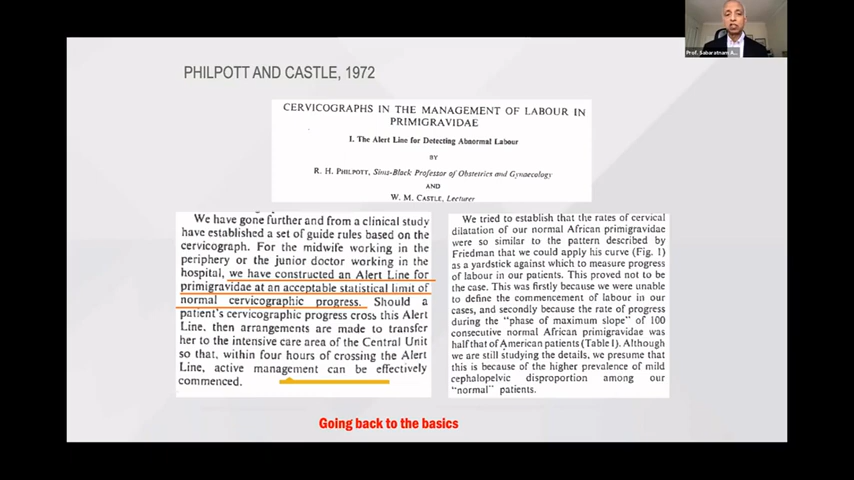 Prof. Sabaratnam A...
PHILPOTT AND CASTLE, 1972
CERVICOGRAPHS IN THE MANAGEMENT OF LABOUR IN
PRIMIGRAVIDAE
I. The Alert Line for Detecting Abnormal Labour
BY
R. H. PHILPOTT, Sims-Black Professor of Obstetrics and Gynaecology
AND
W. M. CASTLE, Lecturer
We have gone further and from a clinical study
have established a set of guide rules based on the
cervicograph. For the midwife working in the
periphery or the junior doctor working in the
hospital, we have constructed an Alert Line for
primigravidae at an acceptable statistical limit of
normal cervicographic progress. Should a
patient's cervicographic progress cross this Alert
Line, then arrangements are made to transfer
her to the intensive care area of the Central Unit
so that, within four hours of crossing the Alert
Line, active management can be effectively
commenced.
We tried to establish that the rates of cervical
dilatation of our normal African primigravidae
were so similar to the pattern described by
Friedman that we could apply his curve (Fig. 1)
as a yardstick against which to measure progress
of labour in our patients. This proved not to be
the case. This was firstly because we were unable
to define the commencement of labour in our
cases, and secondly because the rate of progress
during the "phase of maximum slope" of 100
consecutive normal African primigravidae was
half that of American patients (Table I). Although
we are still studying the details, we presume that
this is because of the higher prevalence of mild
cephalopelvic disproportion among our
"normal" patients.
Going back to the basics